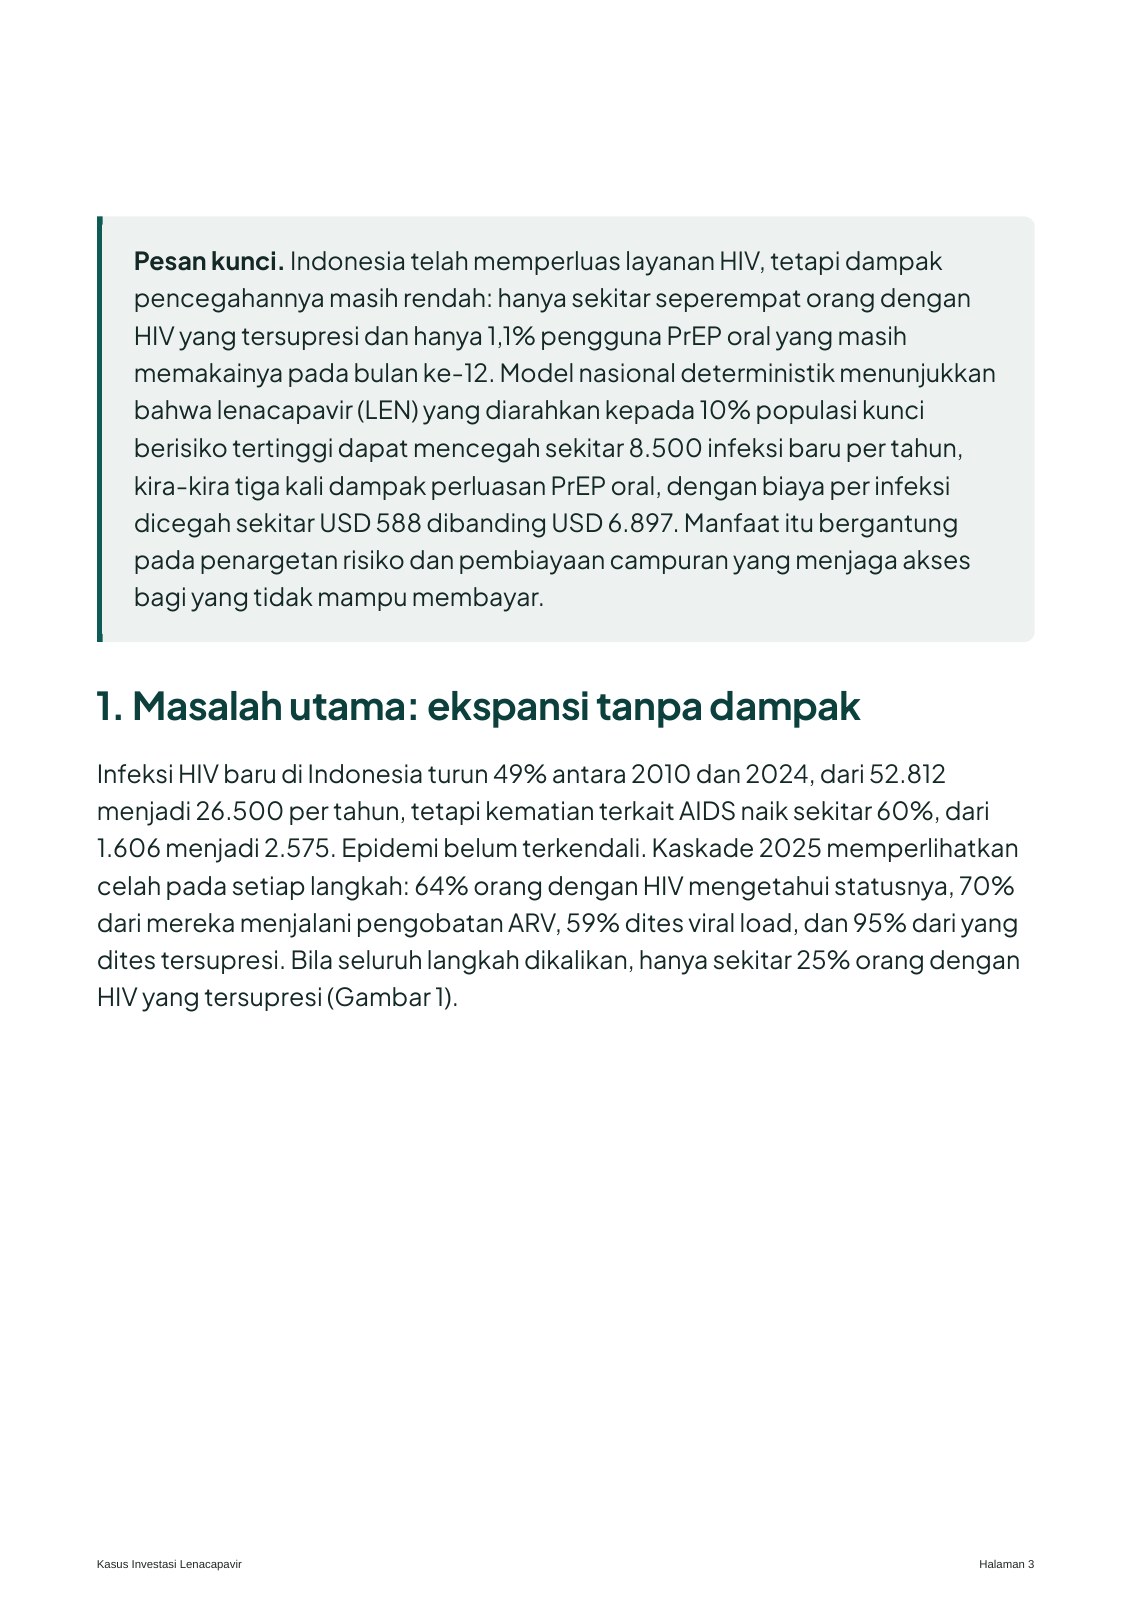 Pesan kunci. Indonesia telah memperluas layanan HIV, tetapi dampak
pencegahannya masih rendah: hanya sekitar seperempat orang dengan
HIV yang tersupresi dan hanya 1,1% pengguna PrEP oral yang masih
memakainya pada bulan ke-12. Model nasional deterministik menunjukkan
bahwa lenacapavir (LEN) yang diarahkan kepada 10% populasi kunci
berisiko tertinggi dapat mencegah sekitar 8.500 infeksi baru per tahun,
kira-kira tiga kali dampak perluasan PrEP oral, dengan biaya per infeksi
dicegah sekitar USD 588 dibanding USD 6.897. Manfaat itu bergantung
pada penargetan risiko dan pembiayaan campuran yang menjaga akses
bagi yang tidak mampu membayar.
1. Masalah utama: ekspansi tanpa dampak
Infeksi HIV baru di Indonesia turun 49% antara 2010 dan 2024, dari 52.812
menjadi 26.500 per tahun, tetapi kematian terkait AIDS naik sekitar 60%, dari
1.606 menjadi 2.575. Epidemi belum terkendali. Kaskade 2025 memperlihatkan
celah pada setiap langkah: 64% orang dengan HIV mengetahui statusnya, 70%
dari mereka menjalani pengobatan ARV, 59% dites viral load, dan 95% dari yang
dites tersupresi. Bila seluruh langkah dikalikan, hanya sekitar 25% orang dengan
HIV yang tersupresi (Gambar 1).
Kasus Investasi Lenacapavir
Halaman 3